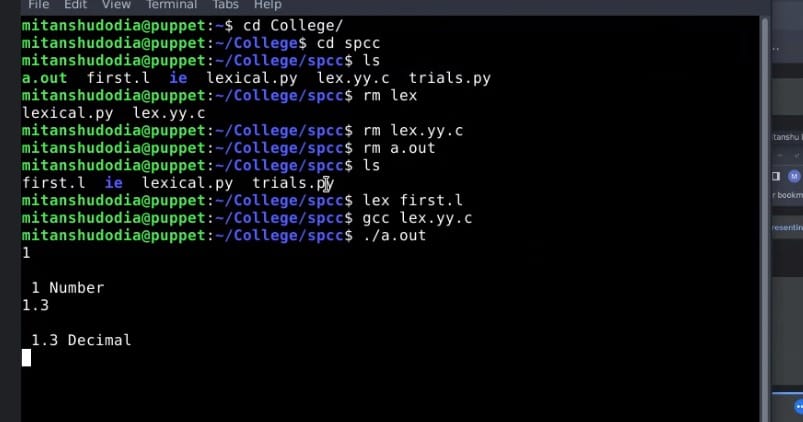 File Edit View Terminal Tabs Help
mitanshudodia@puppet:~$ cd College/
mitanshudodia@puppet:~/College$ cd spcc
mitanshudodia@puppet:~/College/spcc$ ls
a.out first.l ie lexical.py lex.yy.c trials.py
mitanshudodia@puppet:~/College/spcc$ rm lex
lexical.py lex.yy.c
mitanshudodia@puppet:~/College/spcc$ rm lex.yy.c
mitanshudodia@puppet:~/College/spcc$ rm a.out
mitanshudodia@puppet:~/College/spcc$ ls
first.l ie lexical.py trials.py
mitanshudodia@puppet:~/College/spcc$ lex first.l
mitanshudodia@puppet:~/College/spcc$ gcc lex.yy.c
mitanshudodia@puppet:~/College/spcc$ ./a.out
1
1 Number
1.3
1.3 Decimal
tanshu
M
r bookm
resentin